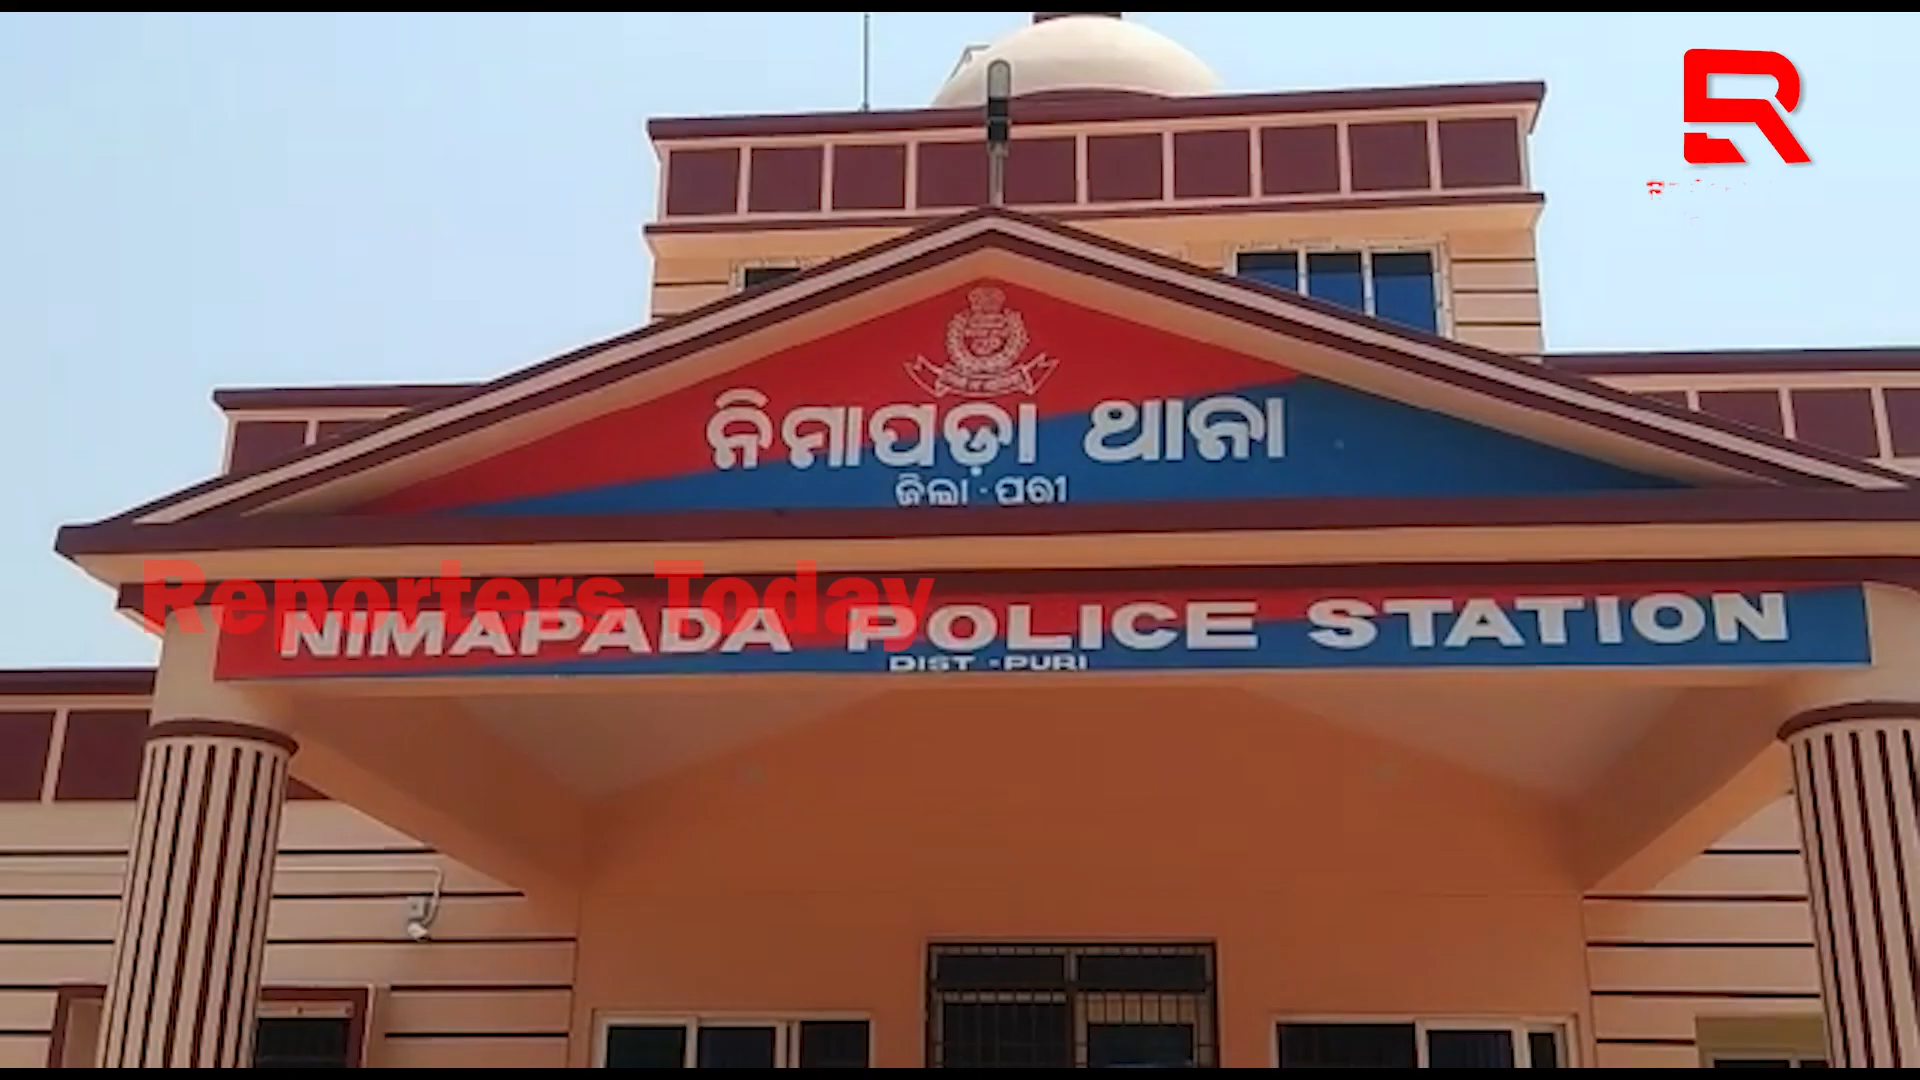 ନିମାପଡ଼ା ଥାନା
ଜିଲା - ପରୀ
Reporters Today
NIMAPADA POLICE STATION
DIST - PURI